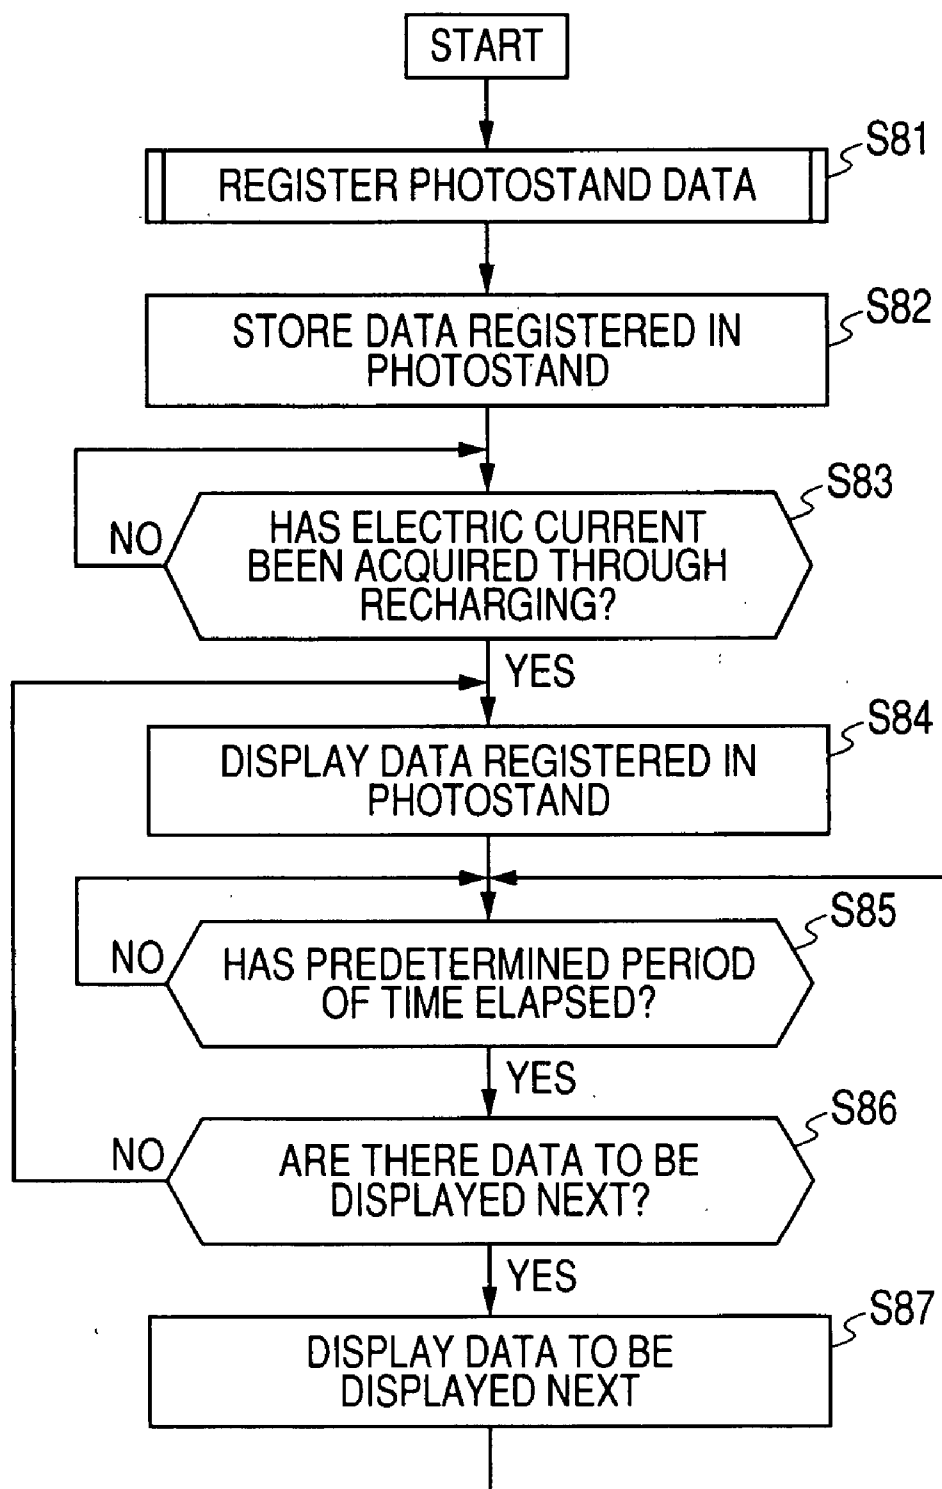 START
S81
REGISTER PHOTOSTAND DATA
S82
STORE DATA REGISTERED IN
PHOTOSTAND
S83
HAS ELECTRIC CURRENT
BEEN ACQUIRED THROUGH
RECHARGING?
NO
YES
S84
DISPLAY DATA REGISTERED IN
PHOTOSTAND
S85
HAS PREDETERMINED PERIOD
OF TIME ELAPSED?
NO
YES
S86
ARE THERE DATA TO BE
DISPLAYED NEXT?
NO
YES
S87
DISPLAY DATA TO BE
DISPLAYED NEXT